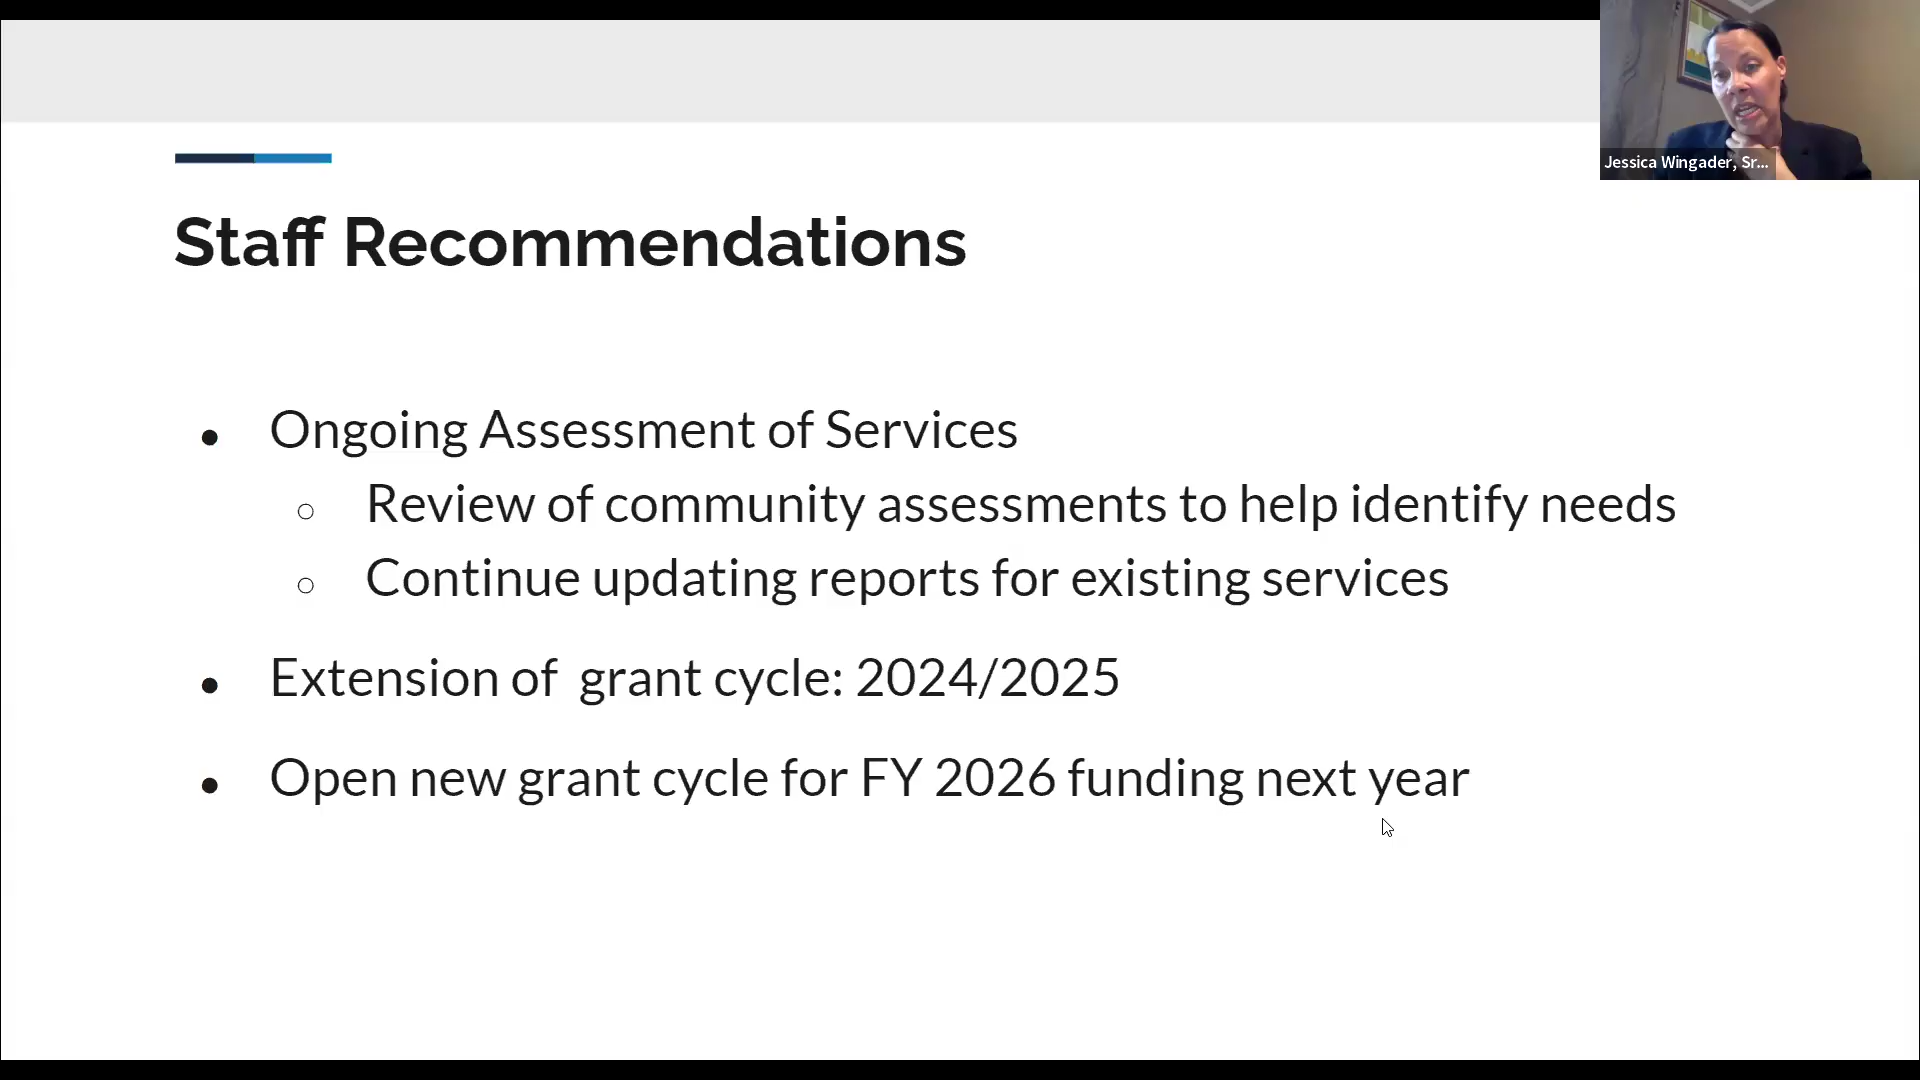 Jessica Wingader, Sr...
Staff Recommendations
● Ongoing Assessment of Services
○ Review of community assessments to help identify needs
○ Continue updating reports for existing services
● Extension of grant cycle: 2024/2025
● Open new grant cycle for FY 2026 funding next year